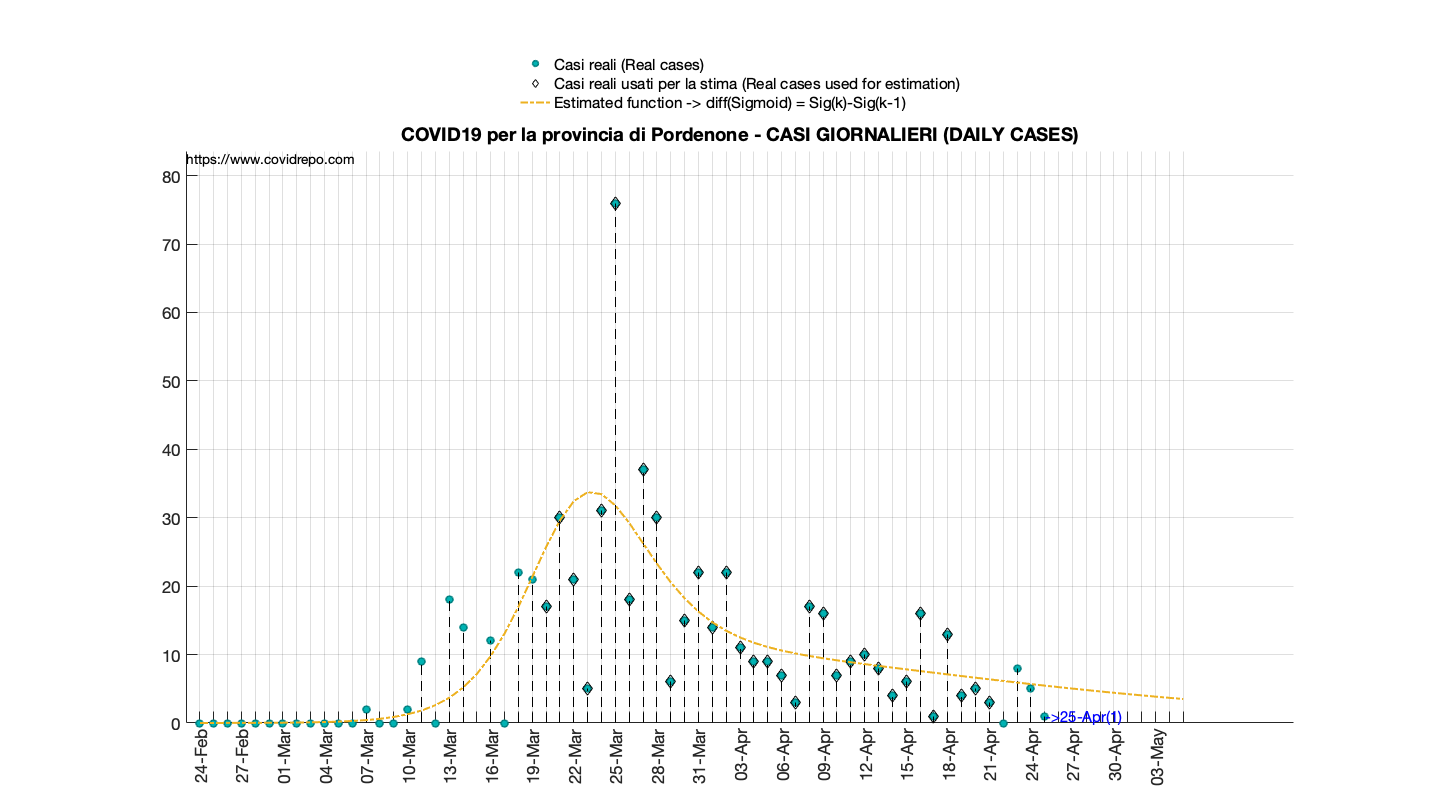 Casi reali (Real cases)
Casi reali usati per la stima (Real cases used for estimation)
Estimated function -> diff(Sigmoid) = Sig(k)-Sig(k-1)
COVID19 per la provincia di Pordenone - CASI GIORNALIERI (DAILY CASES)
https://www.covidrepo.com
80
70
60
50
40
30
20
10
0
->25-Apr(1)
24-Feb
27-Feb
01-Mar
04-Mar
07-Mar
10-Mar
13-Mar
16-Mar
19-Mar
22-Mar
25-Mar
28-Mar
31-Mar
03-Apr
06-Apr
09-Apr
12-Apr
15-Apr
18-Apr
21-Apr
24-Apr
27-Apr
30-Apr
03-May